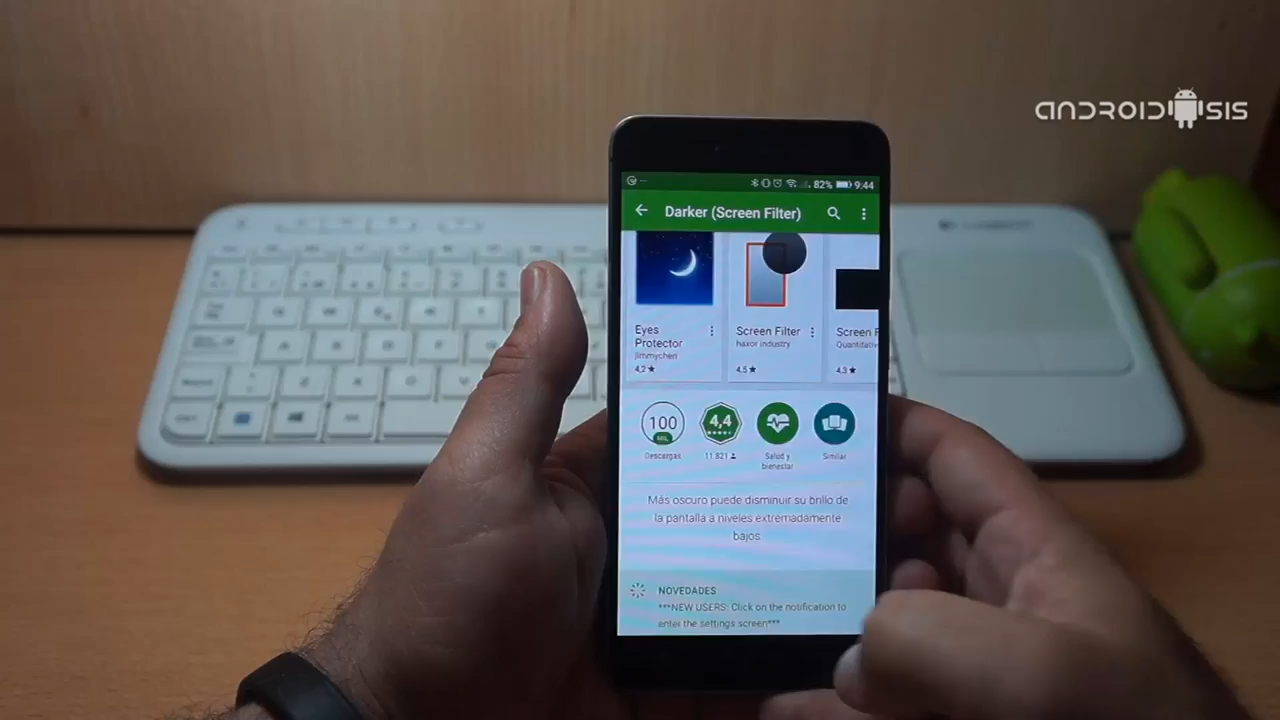 ANDROIDSIS
82% 9:44
Darker (Screen Filter)
Eyes
Protector
jimmychen
4,2★
Screen Filter
haxor industry
4,5★
Screen F
Quantitativ
4,3★
100
MIL
Descargas
4,4
11.821
Salud y
bienestar
Similar
Más oscuro puede disminuir su brillo de
la pantalla a niveles extremadamente
bajos
NOVEDADES
***NEW USERS: Click on the notification to
enter the settings screen***